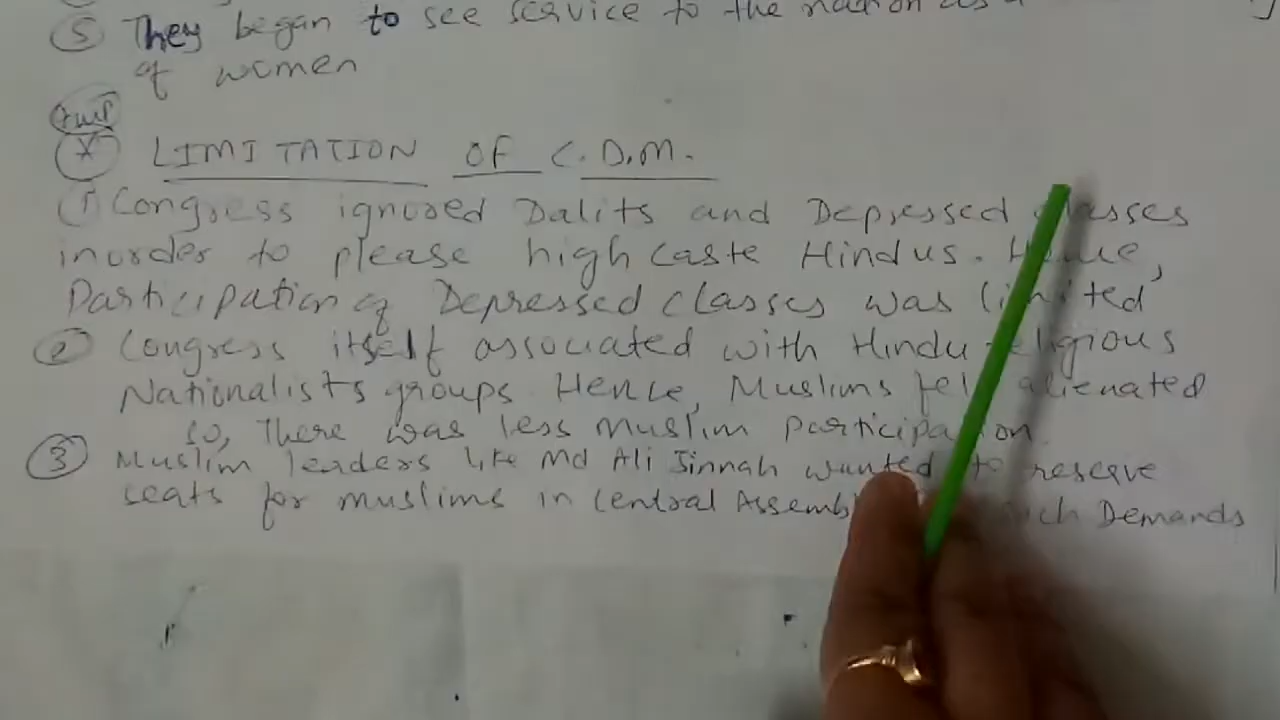 ⑤ They began to see service to the nation as a
of women
* LIMITATION OF C.D.M.
① Congress ignored Dalits and Depressed classes
inorder to please high caste Hindus. Hence,
Participation of Depressed classes was limited
② Congress itself associated with Hindu religious
Nationalists groups. Hence, Muslims felt alienated
so, There was less muslim participation
③ Muslim leaders like Md Ali Jinnah wanted to reserve
seats for muslims in Central Assembly Demands